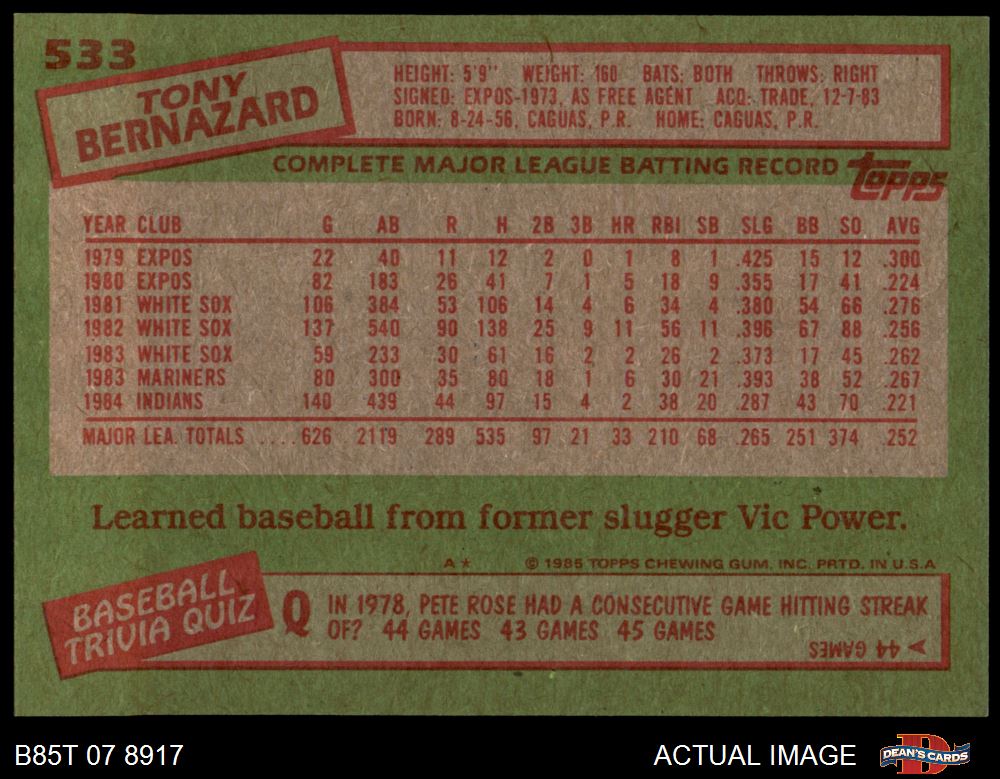 533
TONY
BERNAZARD
HEIGHT: 5'9" WEIGHT: 160 BATS: BOTH THROWS: RIGHT
SIGNED: EXPOS-1973, AS FREE AGENT ACQ: TRADE, 12-7-83
BORN: 8-24-56, CAGUAS, P.R. HOME: CAGUAS, P.R.
COMPLETE MAJOR LEAGUE BATTING RECORD topps
YEAR CLUB G AB R H 2B 3B HR RBI SB SLG BB SO AVG
1979 EXPOS 22 40 11 12 2 0 1 8 1 .425 15 12 .300
1980 EXPOS 82 183 26 41 7 1 5 18 9 .355 17 41 .224
1981 WHITE SOX 106 384 53 106 14 4 6 34 4 .380 54 66 .276
1982 WHITE SOX 137 540 90 138 25 9 11 56 11 .396 67 88 .256
1983 WHITE SOX 59 233 30 61 16 2 2 26 2 .373 17 45 .262
1983 MARINERS 80 300 35 80 18 1 6 30 21 .393 38 52 .267
1984 INDIANS 140 439 44 97 15 4 2 38 20 .287 43 70 .221
MAJOR LEA. TOTALS ....626 2119 289 535 97 21 33 210 68 .265 251 374 .252
Learned baseball from former slugger Vic Power.
A* © 1985 TOPPS CHEWING GUM, INC. PRTD. IN U.S.A
BASEBALL
TRIVIA QUIZ
Q IN 1978, PETE ROSE HAD A CONSECUTIVE GAME HITTING STREAK
OF? 44 GAMES 43 GAMES 45 GAMES
➤ 44 GAMES
B85T 07 8917 ACTUAL IMAGE D DEAN'S CARDS